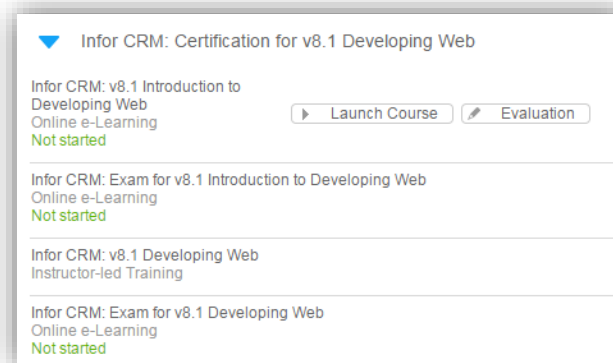 Infor CRM: Certification for v8.1 Developing Web
Infor CRM: v8.1 Introduction to
Developing Web
Launch Course
Evaluation
Online e-Learning
Not started
Infor CRM: Exam for v8.1 Introduction to Developing Web
Online e-Learning
Not started
Infor CRM: v8.1 Developing Web
Instructor-led Training
Infor CRM: Exam for v8.1 Developing Web
Online e-Learning
Not started